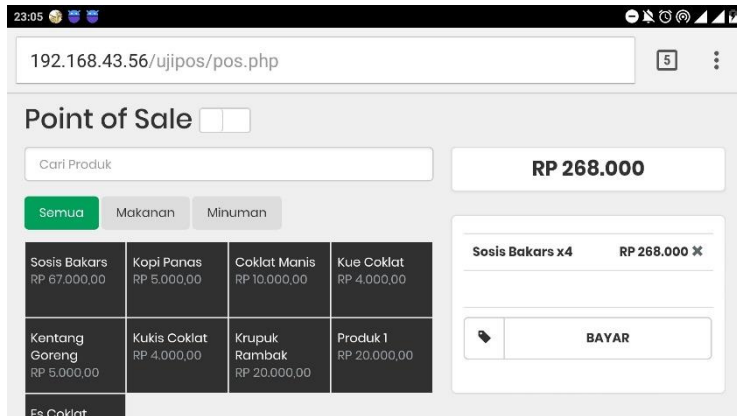 23:05
192.168.43.56/ujipos/pos.php
5
Point of Sale
Cari Produk
RP 268.000
Semua Makanan Minuman
Sosis Bakars
RP 67.000,00
Kopi Panas
RP 5.000,00
Coklat Manis
RP 10.000,00
Kue Coklat
RP 4.000,00
Kentang
Goreng
RP 5.000,00
Kukis Coklat
RP 4.000,00
Krupuk
Rambak
RP 20.000,00
Produk 1
RP 20.000,00
Es Coklat
Sosis Bakars x4 RP 268.000
BAYAR